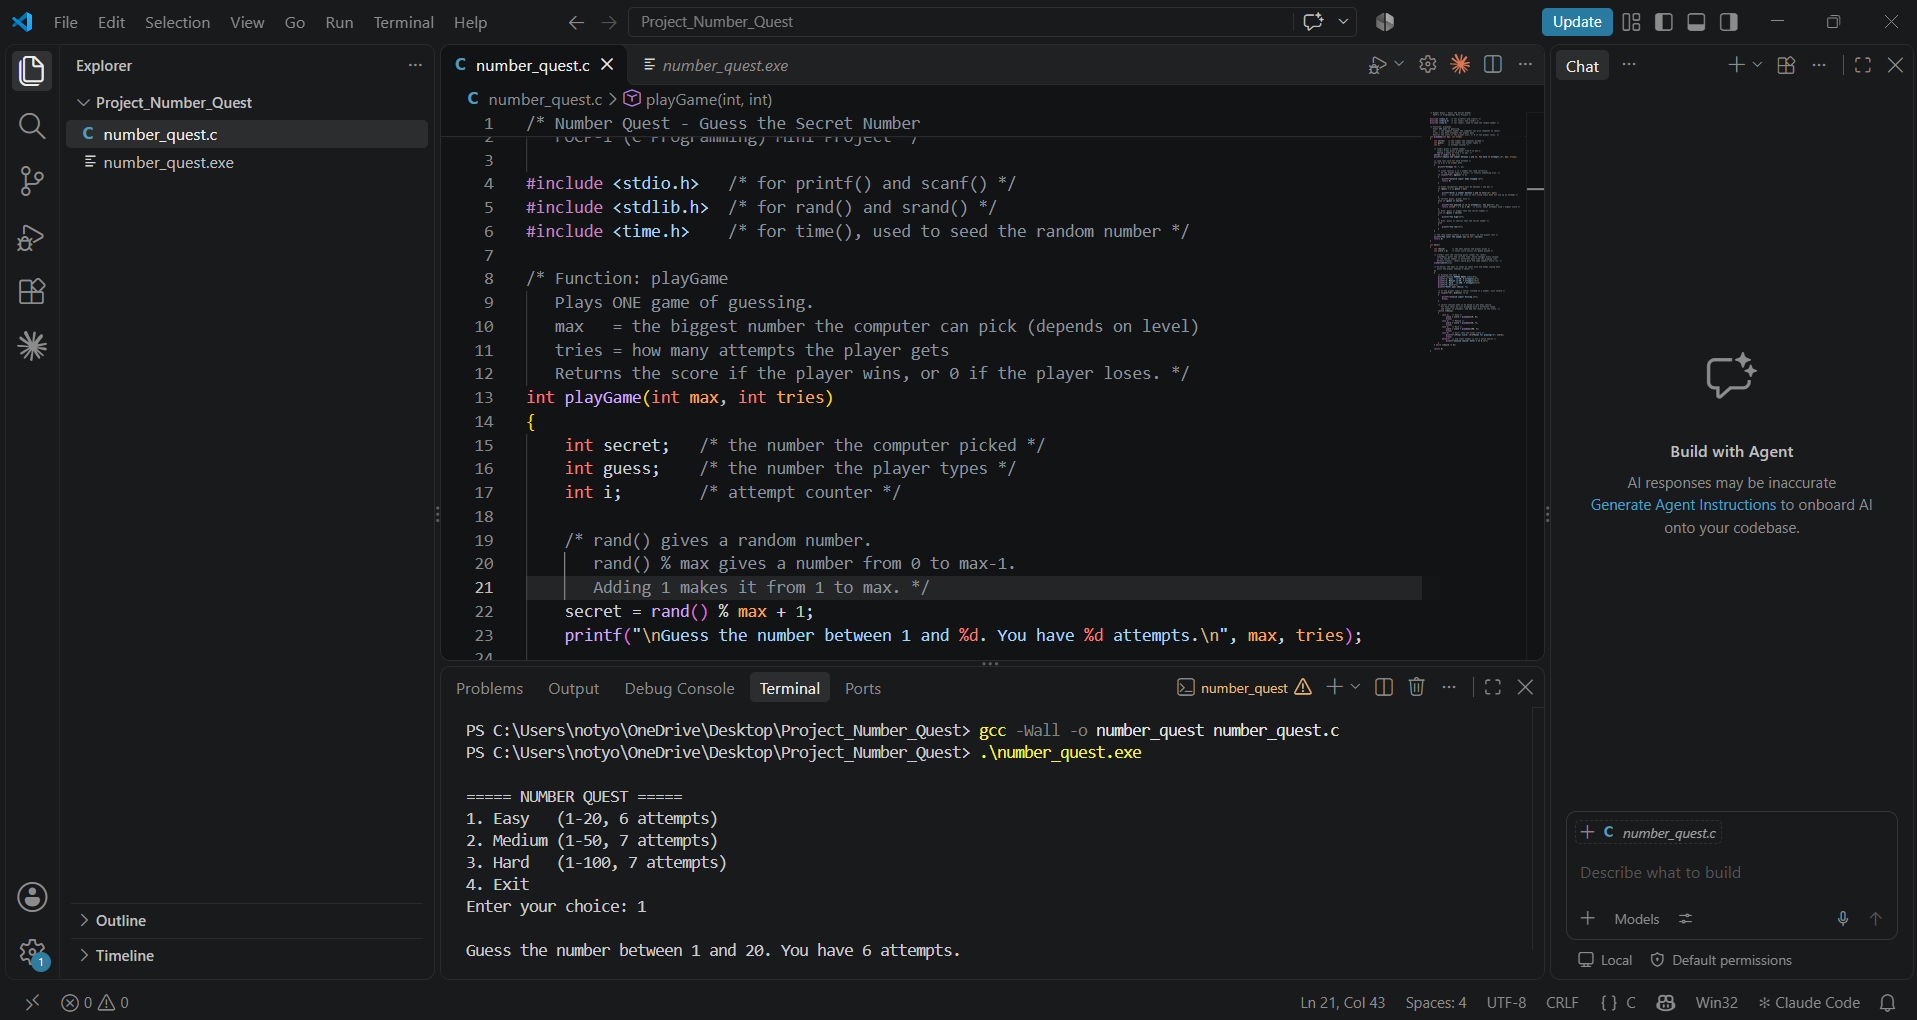 File Edit Selection View Go Run Terminal Help
Project_Number_Quest
Update
Explorer
Project_Number_Quest
C number_quest.c
number_quest.exe
Outline
Timeline
1
C number_quest.c
number_quest.exe
C number_quest.c > playGame(int, int)
1 /* Number Quest - Guess the Secret Number
2 FOCP-I (C Programming) Mini Project */
3
4 #include <stdio.h> /* for printf() and scanf() */
5 #include <stdlib.h> /* for rand() and srand() */
6 #include <time.h> /* for time(), used to seed the random number */
7
8 /* Function: playGame
9 Plays ONE game of guessing.
10 max = the biggest number the computer can pick (depends on level)
11 tries = how many attempts the player gets
12 Returns the score if the player wins, or 0 if the player loses. */
13 int playGame(int max, int tries)
14 {
15 int secret; /* the number the computer picked */
16 int guess; /* the number the player types */
17 int i; /* attempt counter */
18
19 /* rand() gives a random number.
20 rand() % max gives a number from 0 to max-1.
21 Adding 1 makes it from 1 to max. */
22 secret = rand() % max + 1;
23 printf("\nGuess the number between 1 and %d. You have %d attempts.\n", max, tries);
24
Problems Output Debug Console Terminal Ports
number_quest
PS C:\Users\notyo\OneDrive\Desktop\Project_Number_Quest> gcc -Wall -o number_quest number_quest.c
PS C:\Users\notyo\OneDrive\Desktop\Project_Number_Quest> .\number_quest.exe
===== NUMBER QUEST =====
1. Easy (1-20, 6 attempts)
2. Medium (1-50, 7 attempts)
3. Hard (1-100, 7 attempts)
4. Exit
Enter your choice: 1
Guess the number between 1 and 20. You have 6 attempts.
Chat
Build with Agent
AI responses may be inaccurate
Generate Agent Instructions to onboard AI
onto your codebase.
C number_quest.c
Describe what to build
Models
Local
Default permissions
0 0
Ln 21, Col 43
Spaces: 4
UTF-8
CRLF
{ } C
Win32
Claude Code